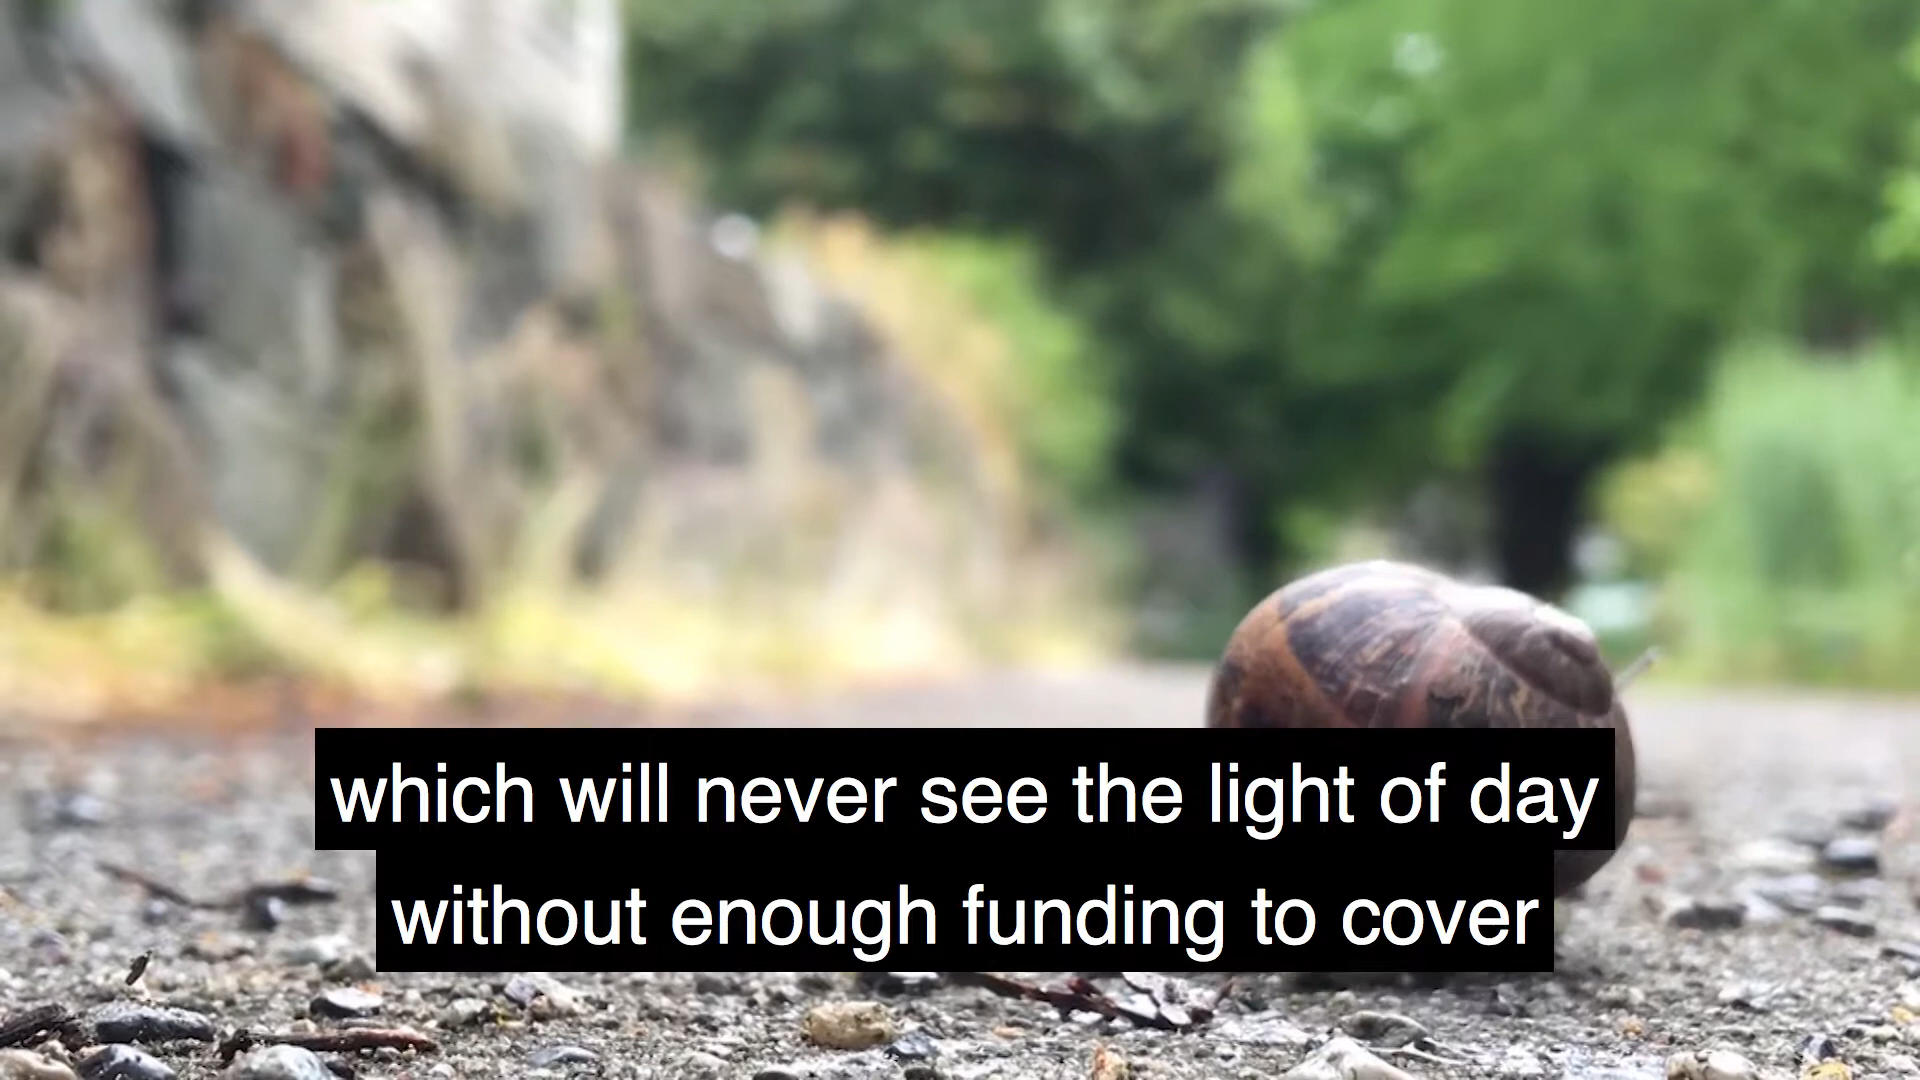 which will never see the light of day
without enough funding to cover